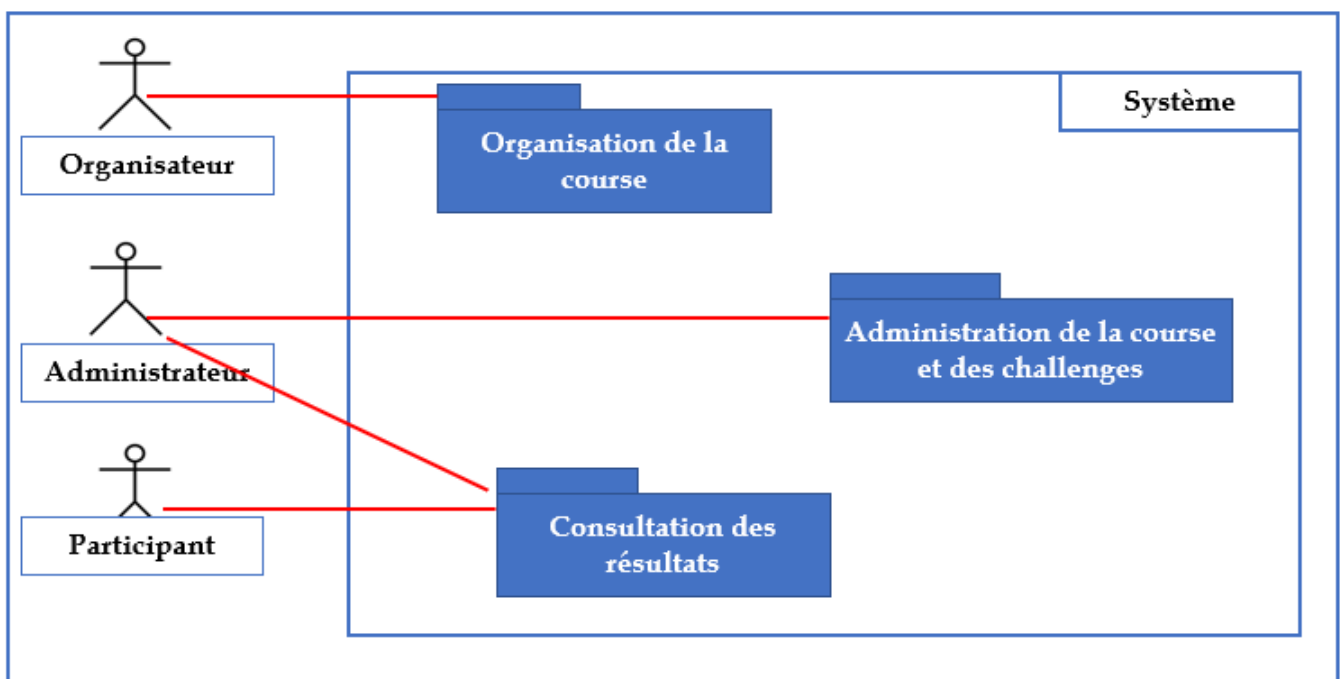 Système
Organisation de la
course
Organisateur
Administration de la course
et des challenges
Administrateur
Consultation des
résultats
Participant